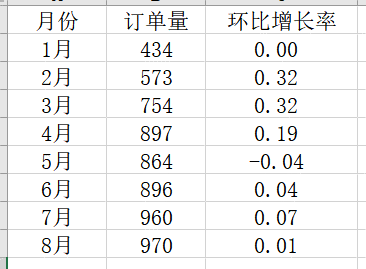 月份 订单量 环比增长率
1月 434 0.00
2月 573 0.32
3月 754 0.32
4月 897 0.19
5月 864 -0.04
6月 896 0.04
7月 960 0.07
8月 970 0.01